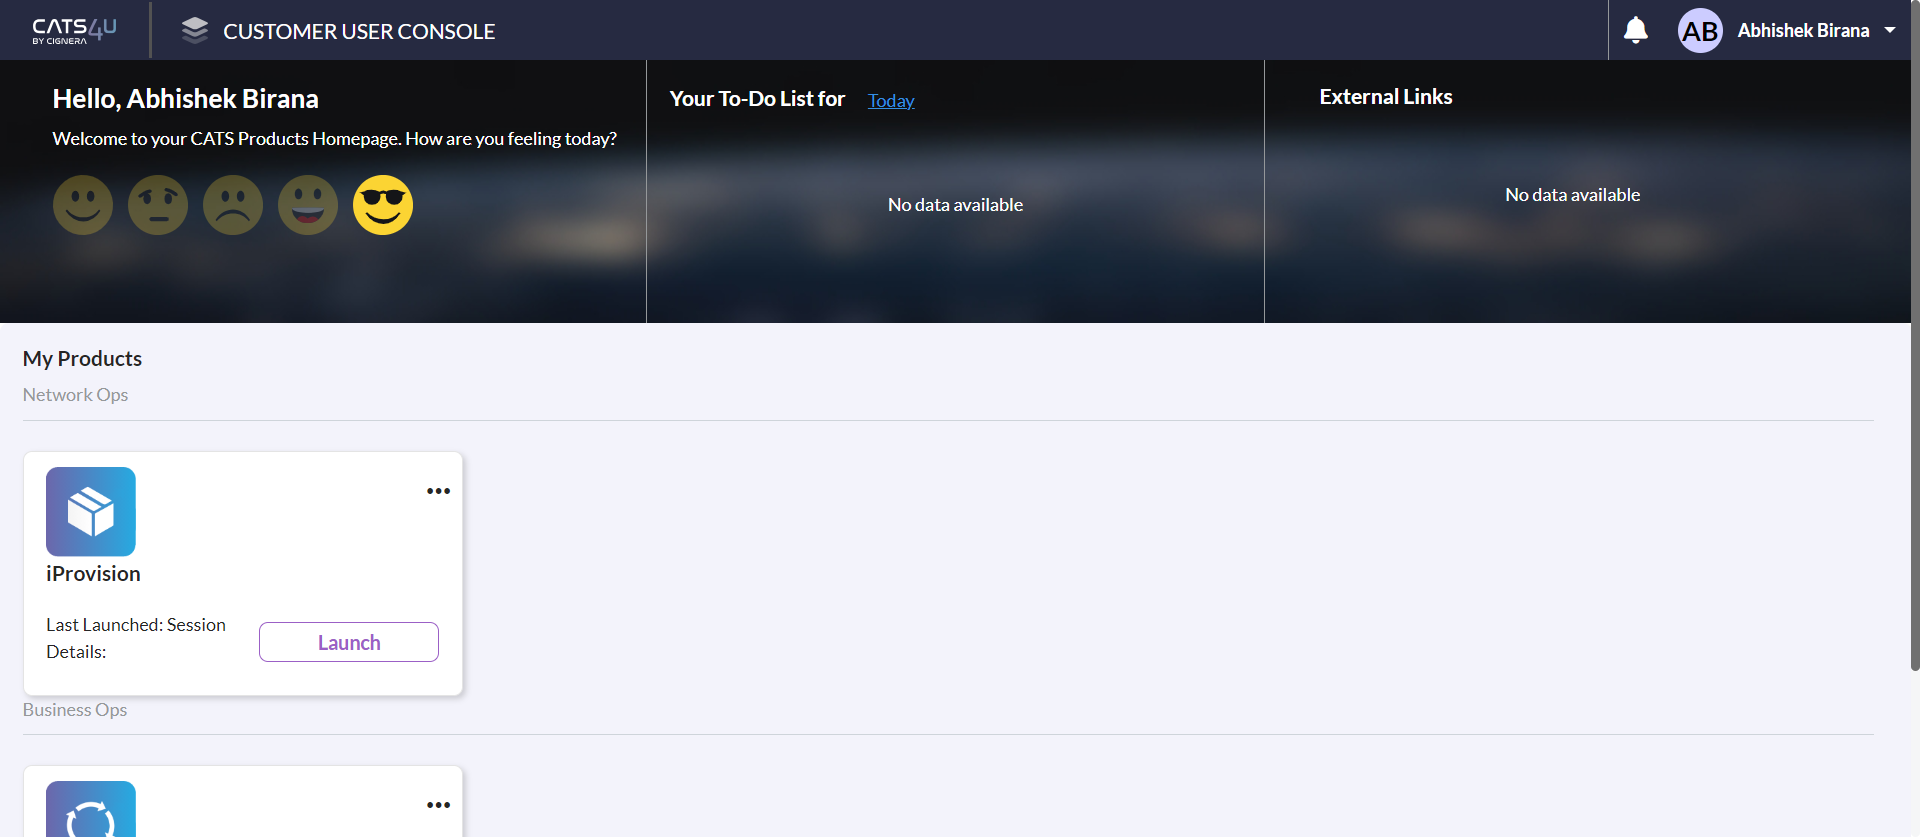 CATS4U
BY CIGNERA
CUSTOMER USER CONSOLE
AB
Abhishek Birana
Hello, Abhishek Birana
Welcome to your CATS Products Homepage. How are you feeling today?
Your To-Do List for Today
No data available
External Links
No data available
My Products
Network Ops
iProvision
Last Launched: Session
Details:
Launch
Business Ops